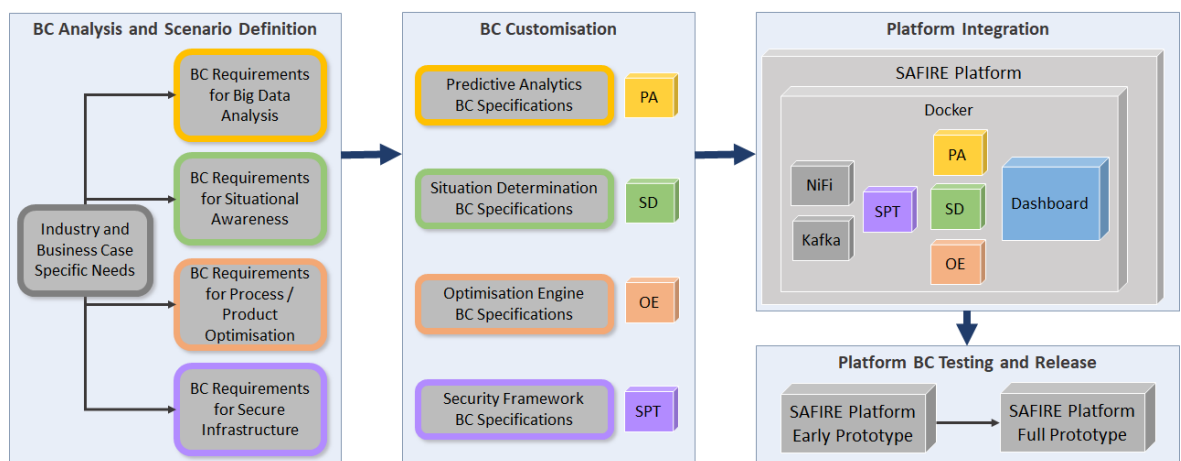 BC Analysis and Scenario Definition
Industry and
Business Case
Specific Needs
BC Requirements
for Big Data
Analysis
BC Requirements
for Situational
Awareness
BC Requirements
for Process /
Product
Optimisation
BC Requirements
for Secure
Infrastructure
BC Customisation
Predictive Analytics
BC Specifications
PA
Situation Determination
BC Specifications
SD
Optimisation Engine
BC Specifications
OE
Security Framework
BC Specifications
SPT
Platform Integration
SAFIRE Platform
Docker
NiFi
Kafka
SPT
PA
SD
OE
Dashboard
Platform BC Testing and Release
SAFIRE Platform
Early Prototype
SAFIRE Platform
Full Prototype